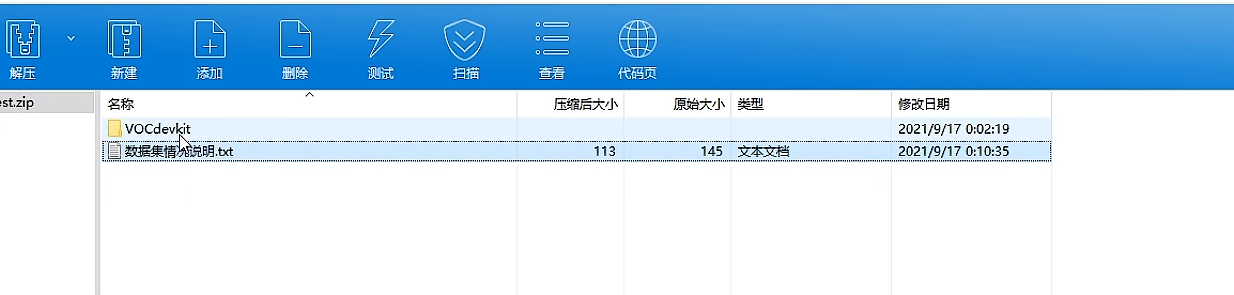 解压 新建 添加 删除 测试 扫描 查看 代码页
est.zip 名称 压缩后大小 原始大小 类型 修改日期
VOCdevkit 2021/9/17 0:02:19
数据集情况说明.txt 113 145 文本文档 2021/9/17 0:10:35